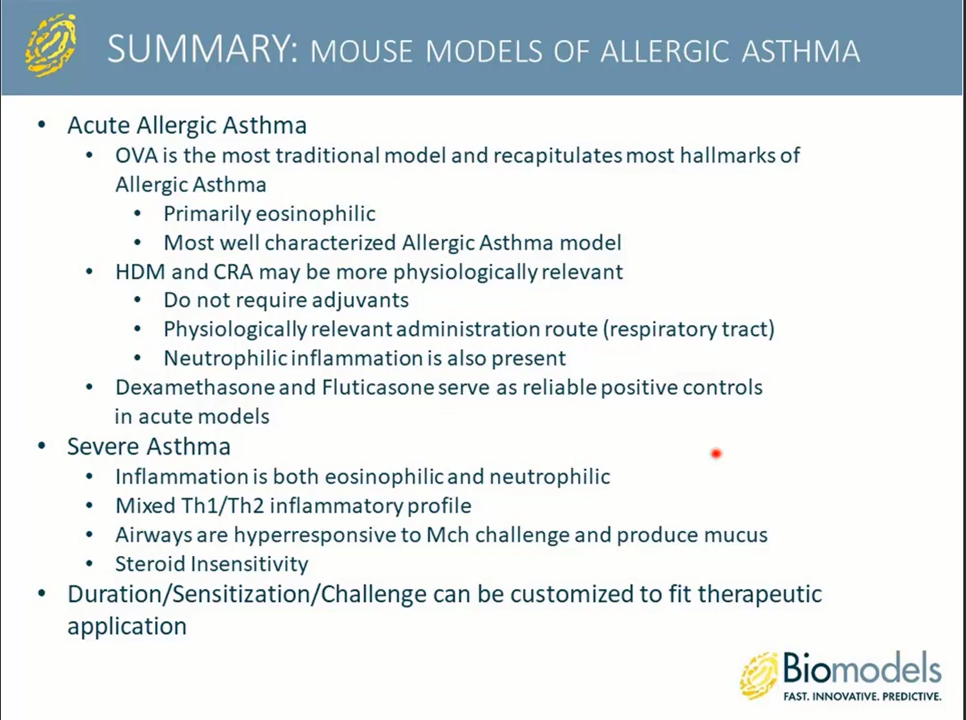 SUMMARY: MOUSE MODELS OF ALLERGIC ASTHMA
• Acute Allergic Asthma
• OVA is the most traditional model and recapitulates most hallmarks of
Allergic Asthma
• Primarily eosinophilic
• Most well characterized Allergic Asthma model
• HDM and CRA may be more physiologically relevant
• Do not require adjuvants
• Physiologically relevant administration route (respiratory tract)
• Neutrophilic inflammation is also present
• Dexamethasone and Fluticasone serve as reliable positive controls
in acute models
• Severe Asthma
• Inflammation is both eosinophilic and neutrophilic
• Mixed Th1/Th2 inflammatory profile
• Airways are hyperresponsive to Mch challenge and produce mucus
• Steroid Insensitivity
• Duration/Sensitization/Challenge can be customized to fit therapeutic
application
Biomodels
FAST. INNOVATIVE. PREDICTIVE.